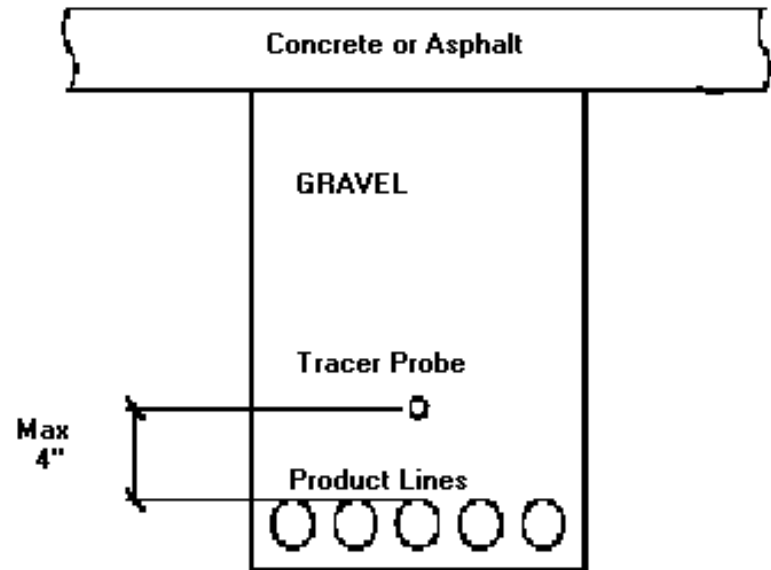 Concrete or Asphalt
GRAVEL
Tracer Probe
Max
4"
Product Lines